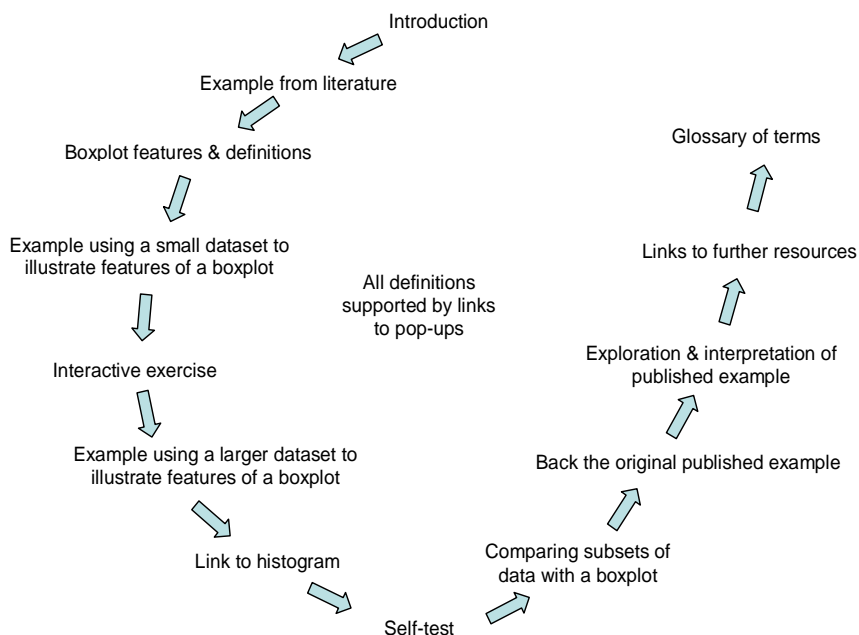 Introduction
Example from literature
Boxplot features & definitions
Example using a small dataset to
illustrate features of a boxplot
Interactive exercise
Example using a larger dataset to
illustrate features of a boxplot
Link to histogram
Self-test
Comparing subsets of
data with a boxplot
Back the original published example
Exploration & interpretation of
published example
Links to further resources
Glossary of terms
All definitions
supported by links
to pop-ups